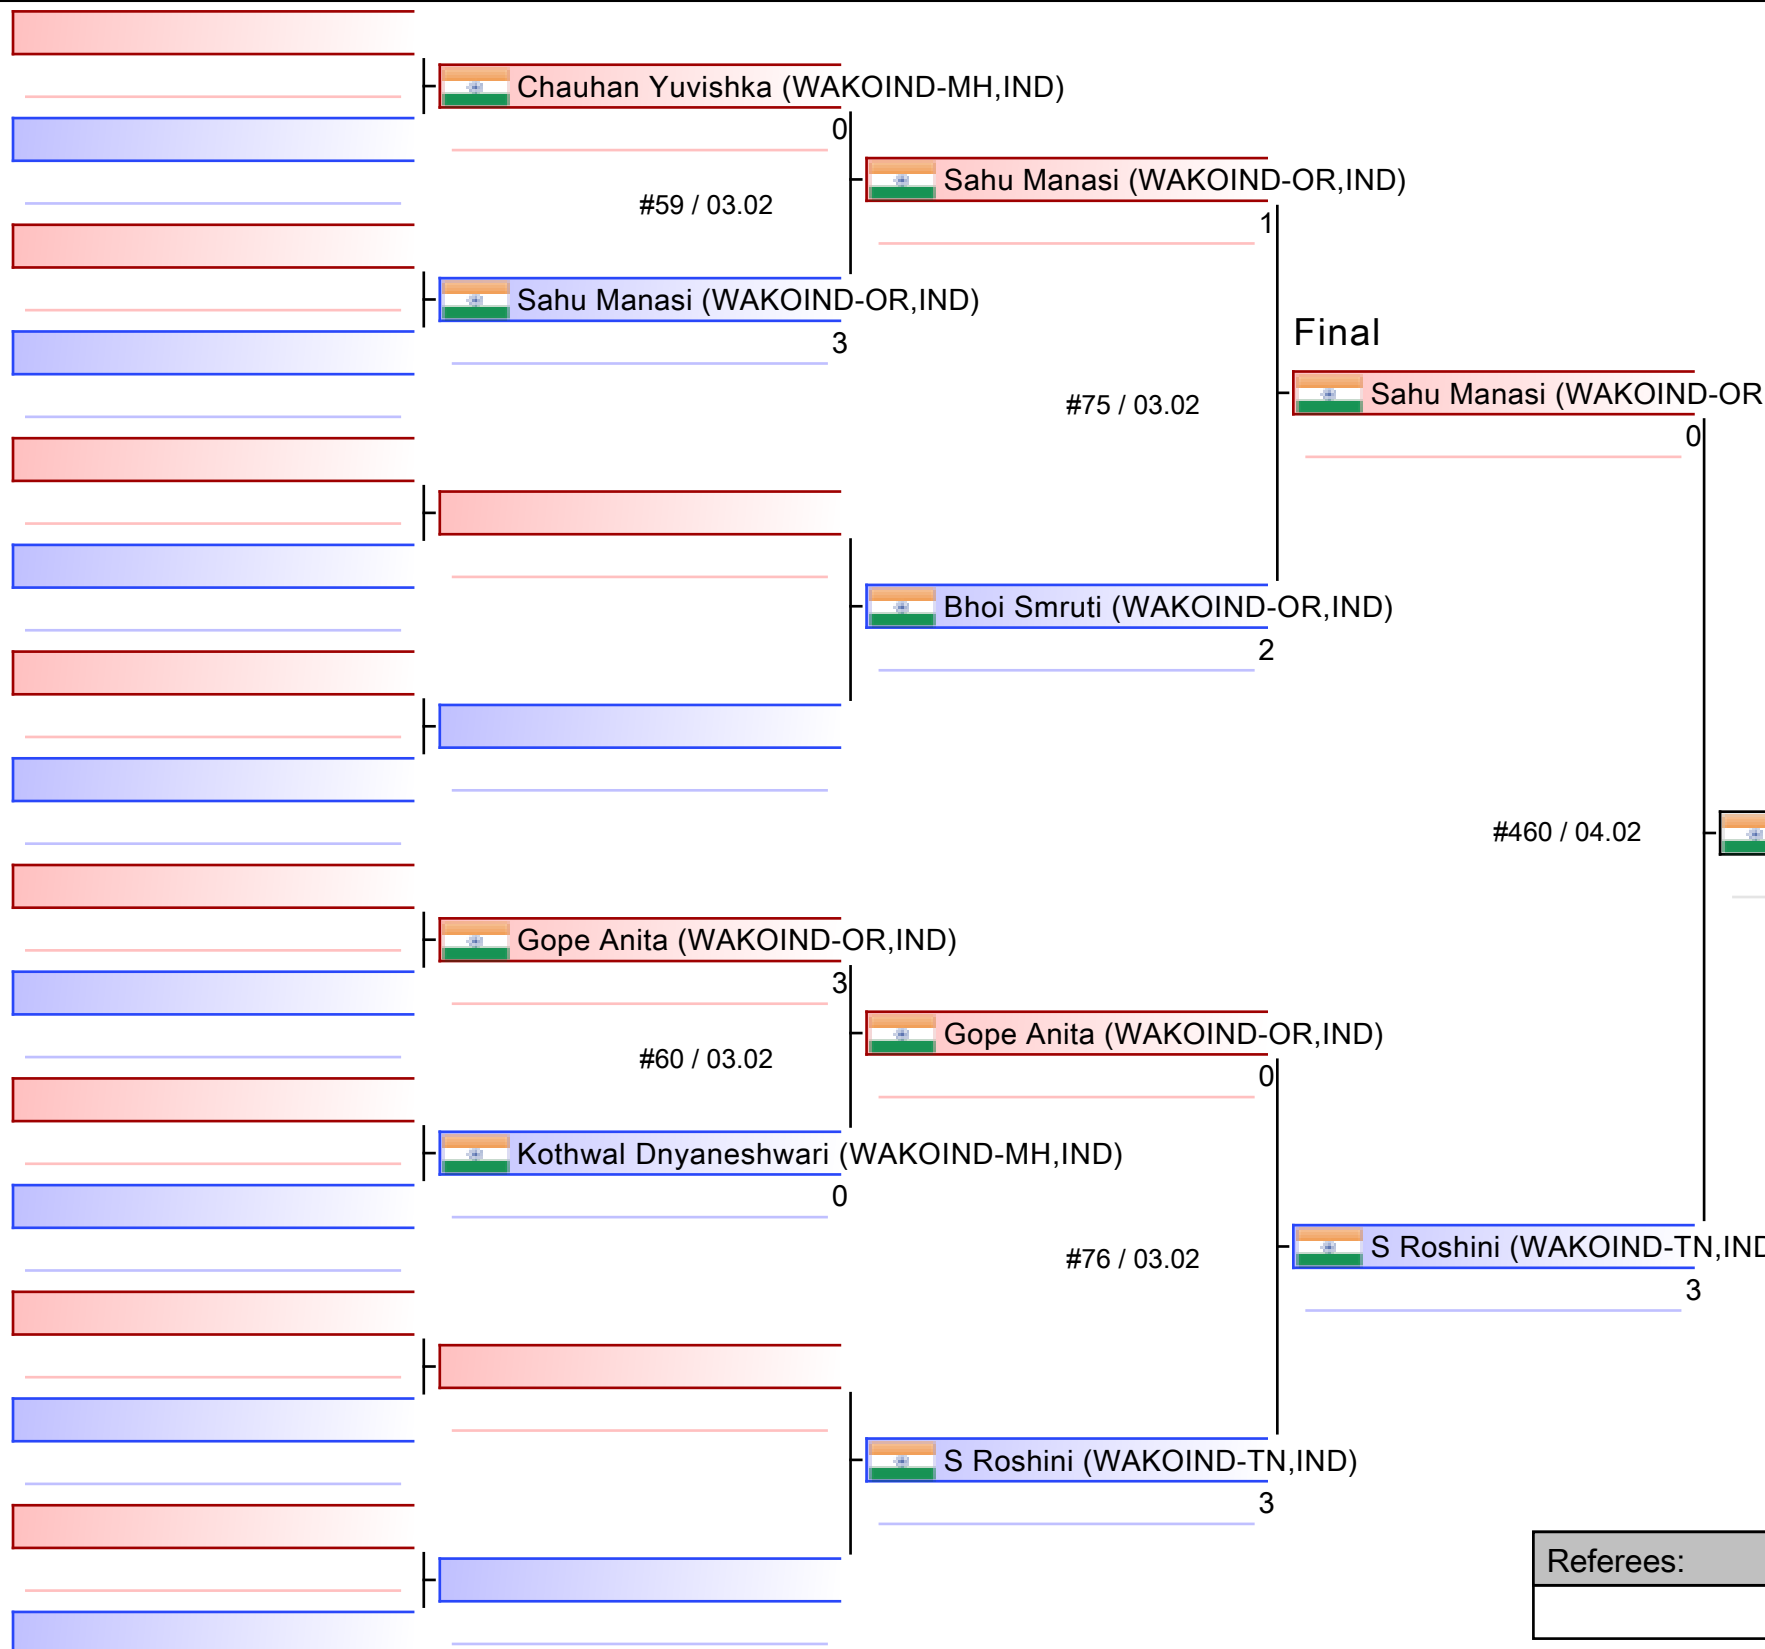 Chauhan Yuvishka (WAKOIND-MH,IND)
0
Sahu Manasi (WAKOIND-OR,IND)
#59 / 03.02
1
Sahu Manasi (WAKOIND-OR,IND)
3
Final
Sahu Manasi (WAKOIND-OR
#75 / 03.02
0
Bhoi Smruti (WAKOIND-OR,IND)
2
#460 / 04.02
Gope Anita (WAKOIND-OR,IND)
3
Gope Anita (WAKOIND-OR,IND)
#60 / 03.02
0
Kothwal Dnyaneshwari (WAKOIND-MH,IND)
0
S Roshini (WAKOIND-TN,IND
#76 / 03.02
3
S Roshini (WAKOIND-TN,IND)
3
Referees: